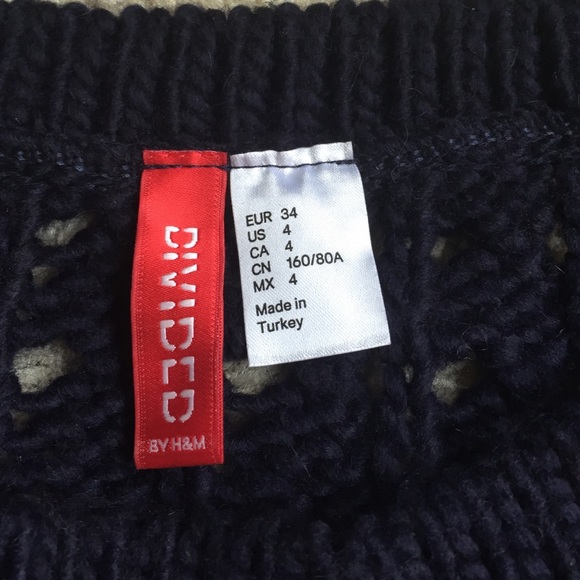 DIVIDED
BY H&M
EUR 34
US 4
CA 4
CN 160/80A
MX 4
Made in
Turkey